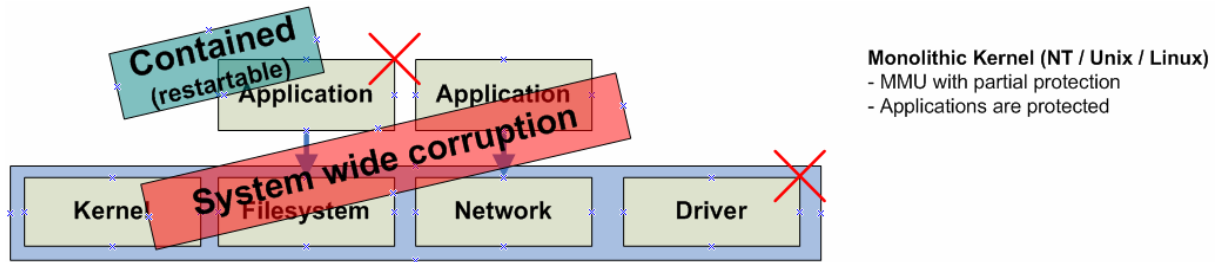 Contained
(restartable)
Application
Application
System wide corruption
Kernel
Filesystem
Network
Driver
Monolithic Kernel (NT / Unix / Linux)
- MMU with partial protection
- Applications are protected